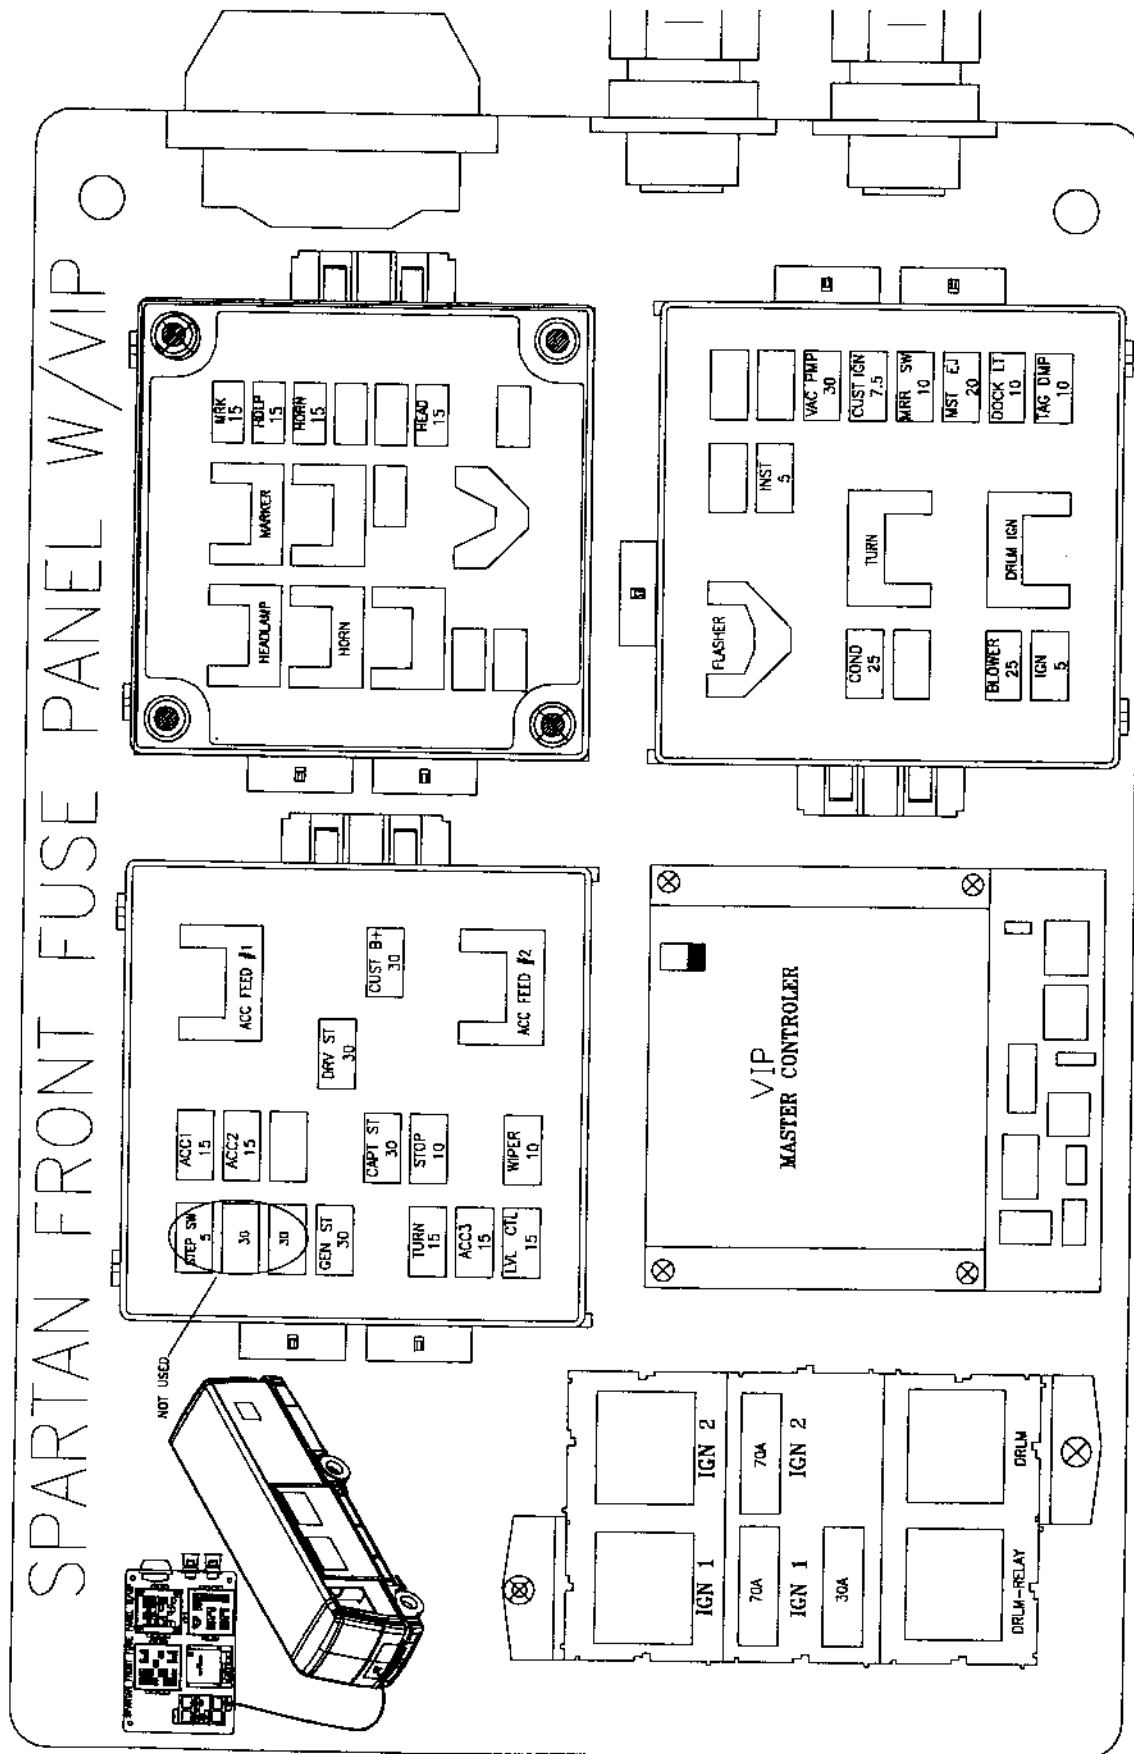 SPARTAN FRONT FUSE PANEL W/VIP
NOT USED
STEP SW
5
30
30
GEN ST
30
TURN
15
ACC3
15
LVL CTL
15
ACC1
15
ACC2
15
CAPT ST
30
STOP
10
WIPER
10
DRV ST
30
CUST B+
30
ACC FEED #1
ACC FEED #2
HEADLAMP
HORN
MARKER
MRK
15
HDLP
15
HORN
15
HEAD
15
IGN 1
IGN 2
70A
70A
IGN 1
IGN 2
30A
DRLM-RELAY
DRLM
VIP
MASTER CONTROLER
FLASHER
COND
25
BLOWER
25
IGN
5
TURN
DRLM IGN
INST
5
VAC PMP
30
CUST IGN
7.5
MRR SW
10
MST EJ
20
DOCK LT
10
TAG DMP
10